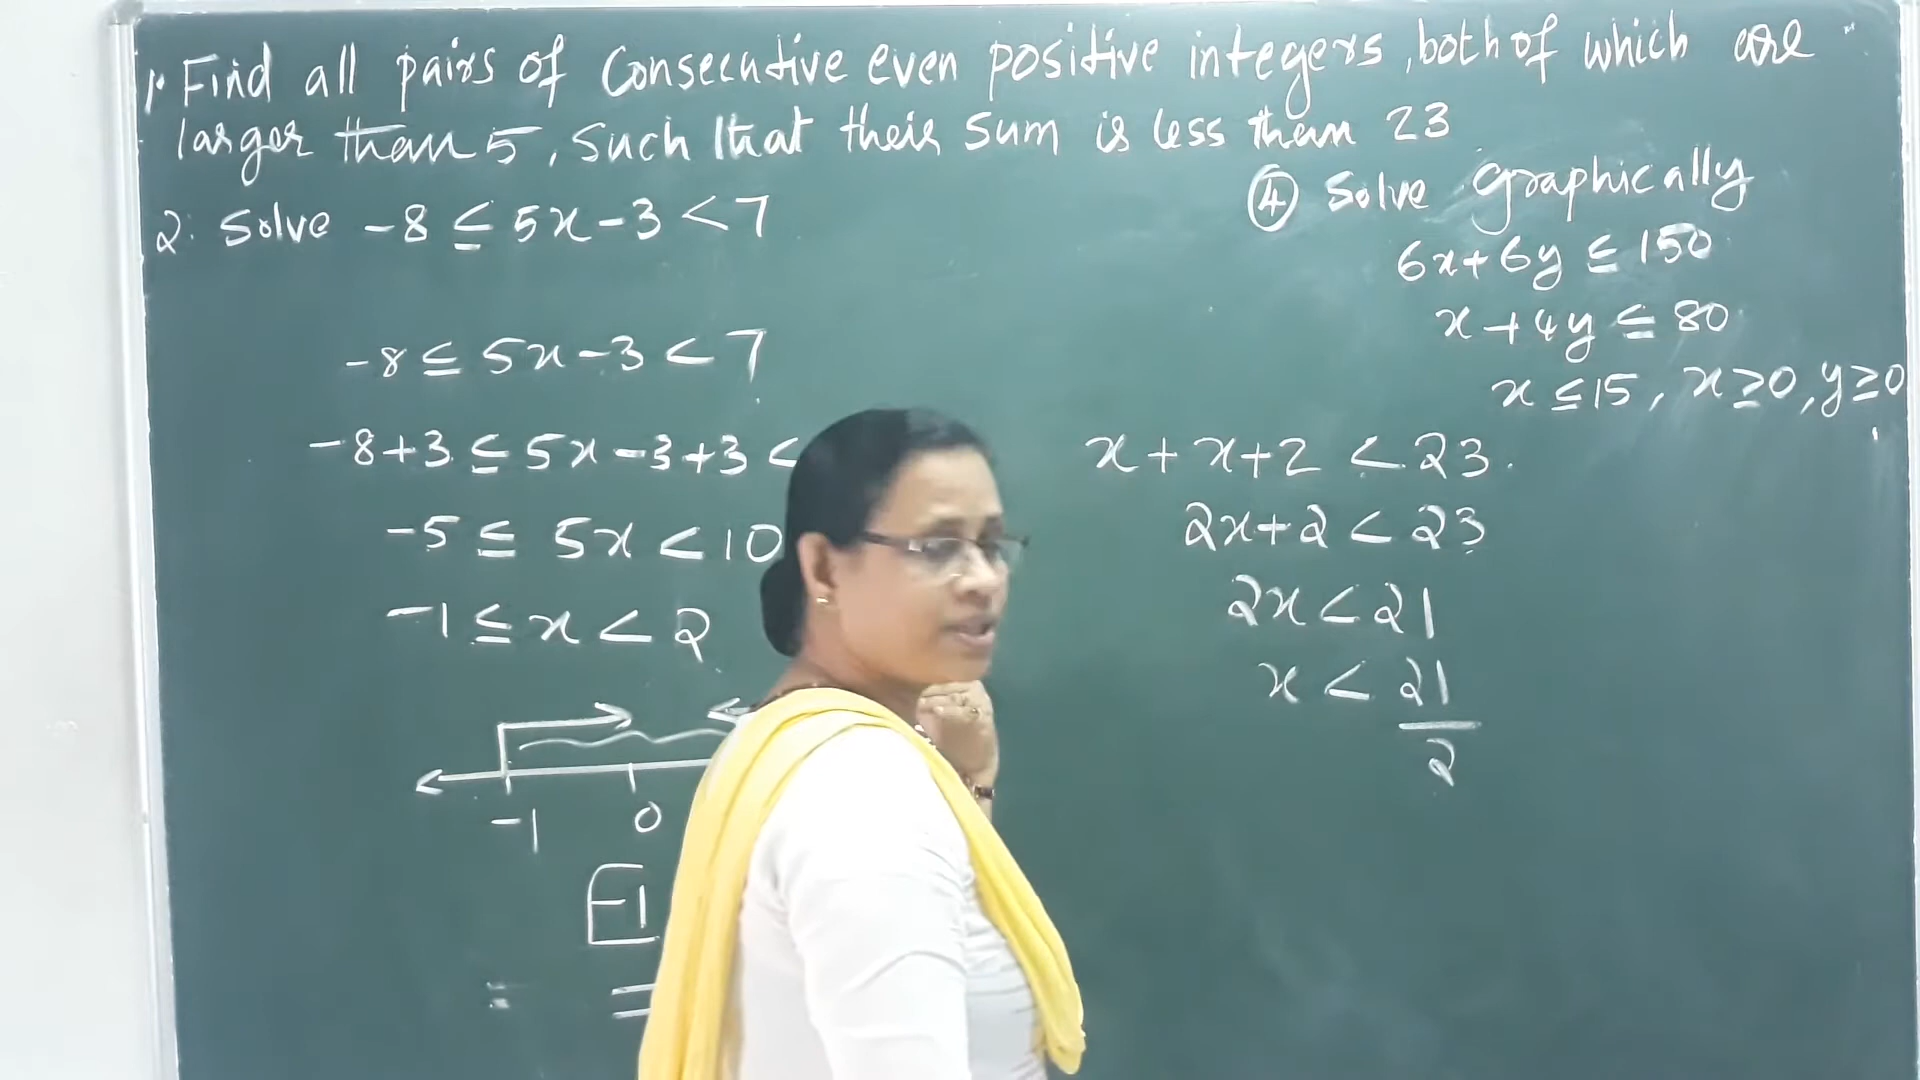 1. Find all pairs of Consecutive even positive integers, both of which are
larger than 5, Such that their Sum is less than 23
2. Solve -8 ≤ 5x-3 < 7
-8 ≤ 5x-3 < 7
-8+3 ≤ 5x-3+3 <
-5 ≤ 5x < 10
-1 ≤ x < 2
-1 0
[-1
④ Solve graphically
6x+6y ≤ 150
x+4y ≤ 80
x ≤ 15, x ≥ 0, y ≥ 0
x + x+2 < 23.
2x+2 < 23
2x < 21
x < 21
2